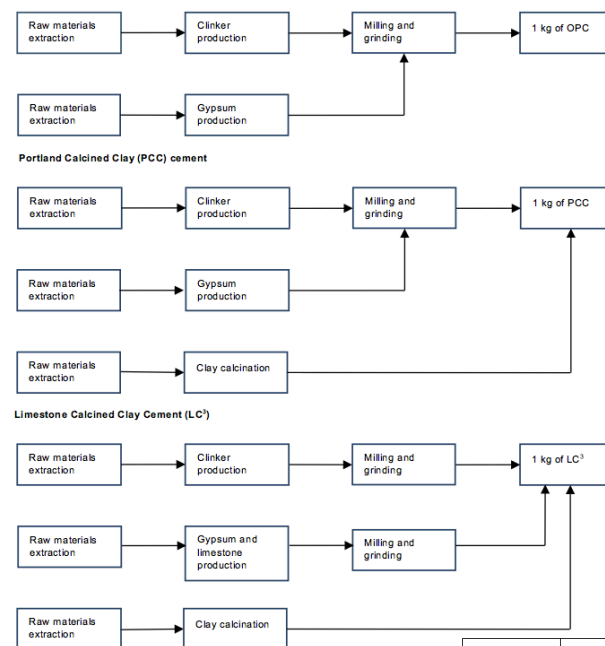 Raw materials
extraction
Clinker
production
Milling and
grinding
1 kg of OPC
Raw materials
extraction
Gypsum
production
Portland Calcined Clay (PCC) cement
Raw materials
extraction
Clinker
production
Milling and
grinding
1 kg of PCC
Raw materials
extraction
Gypsum
production
Raw materials
extraction
Clay calcination
Limestone Calcined Clay Cement (LC³)
Raw materials
extraction
Clinker
production
Milling and
grinding
1 kg of LC³
Raw materials
extraction
Gypsum and
limestone
production
Milling and
grinding
Raw materials
extraction
Clay calcination